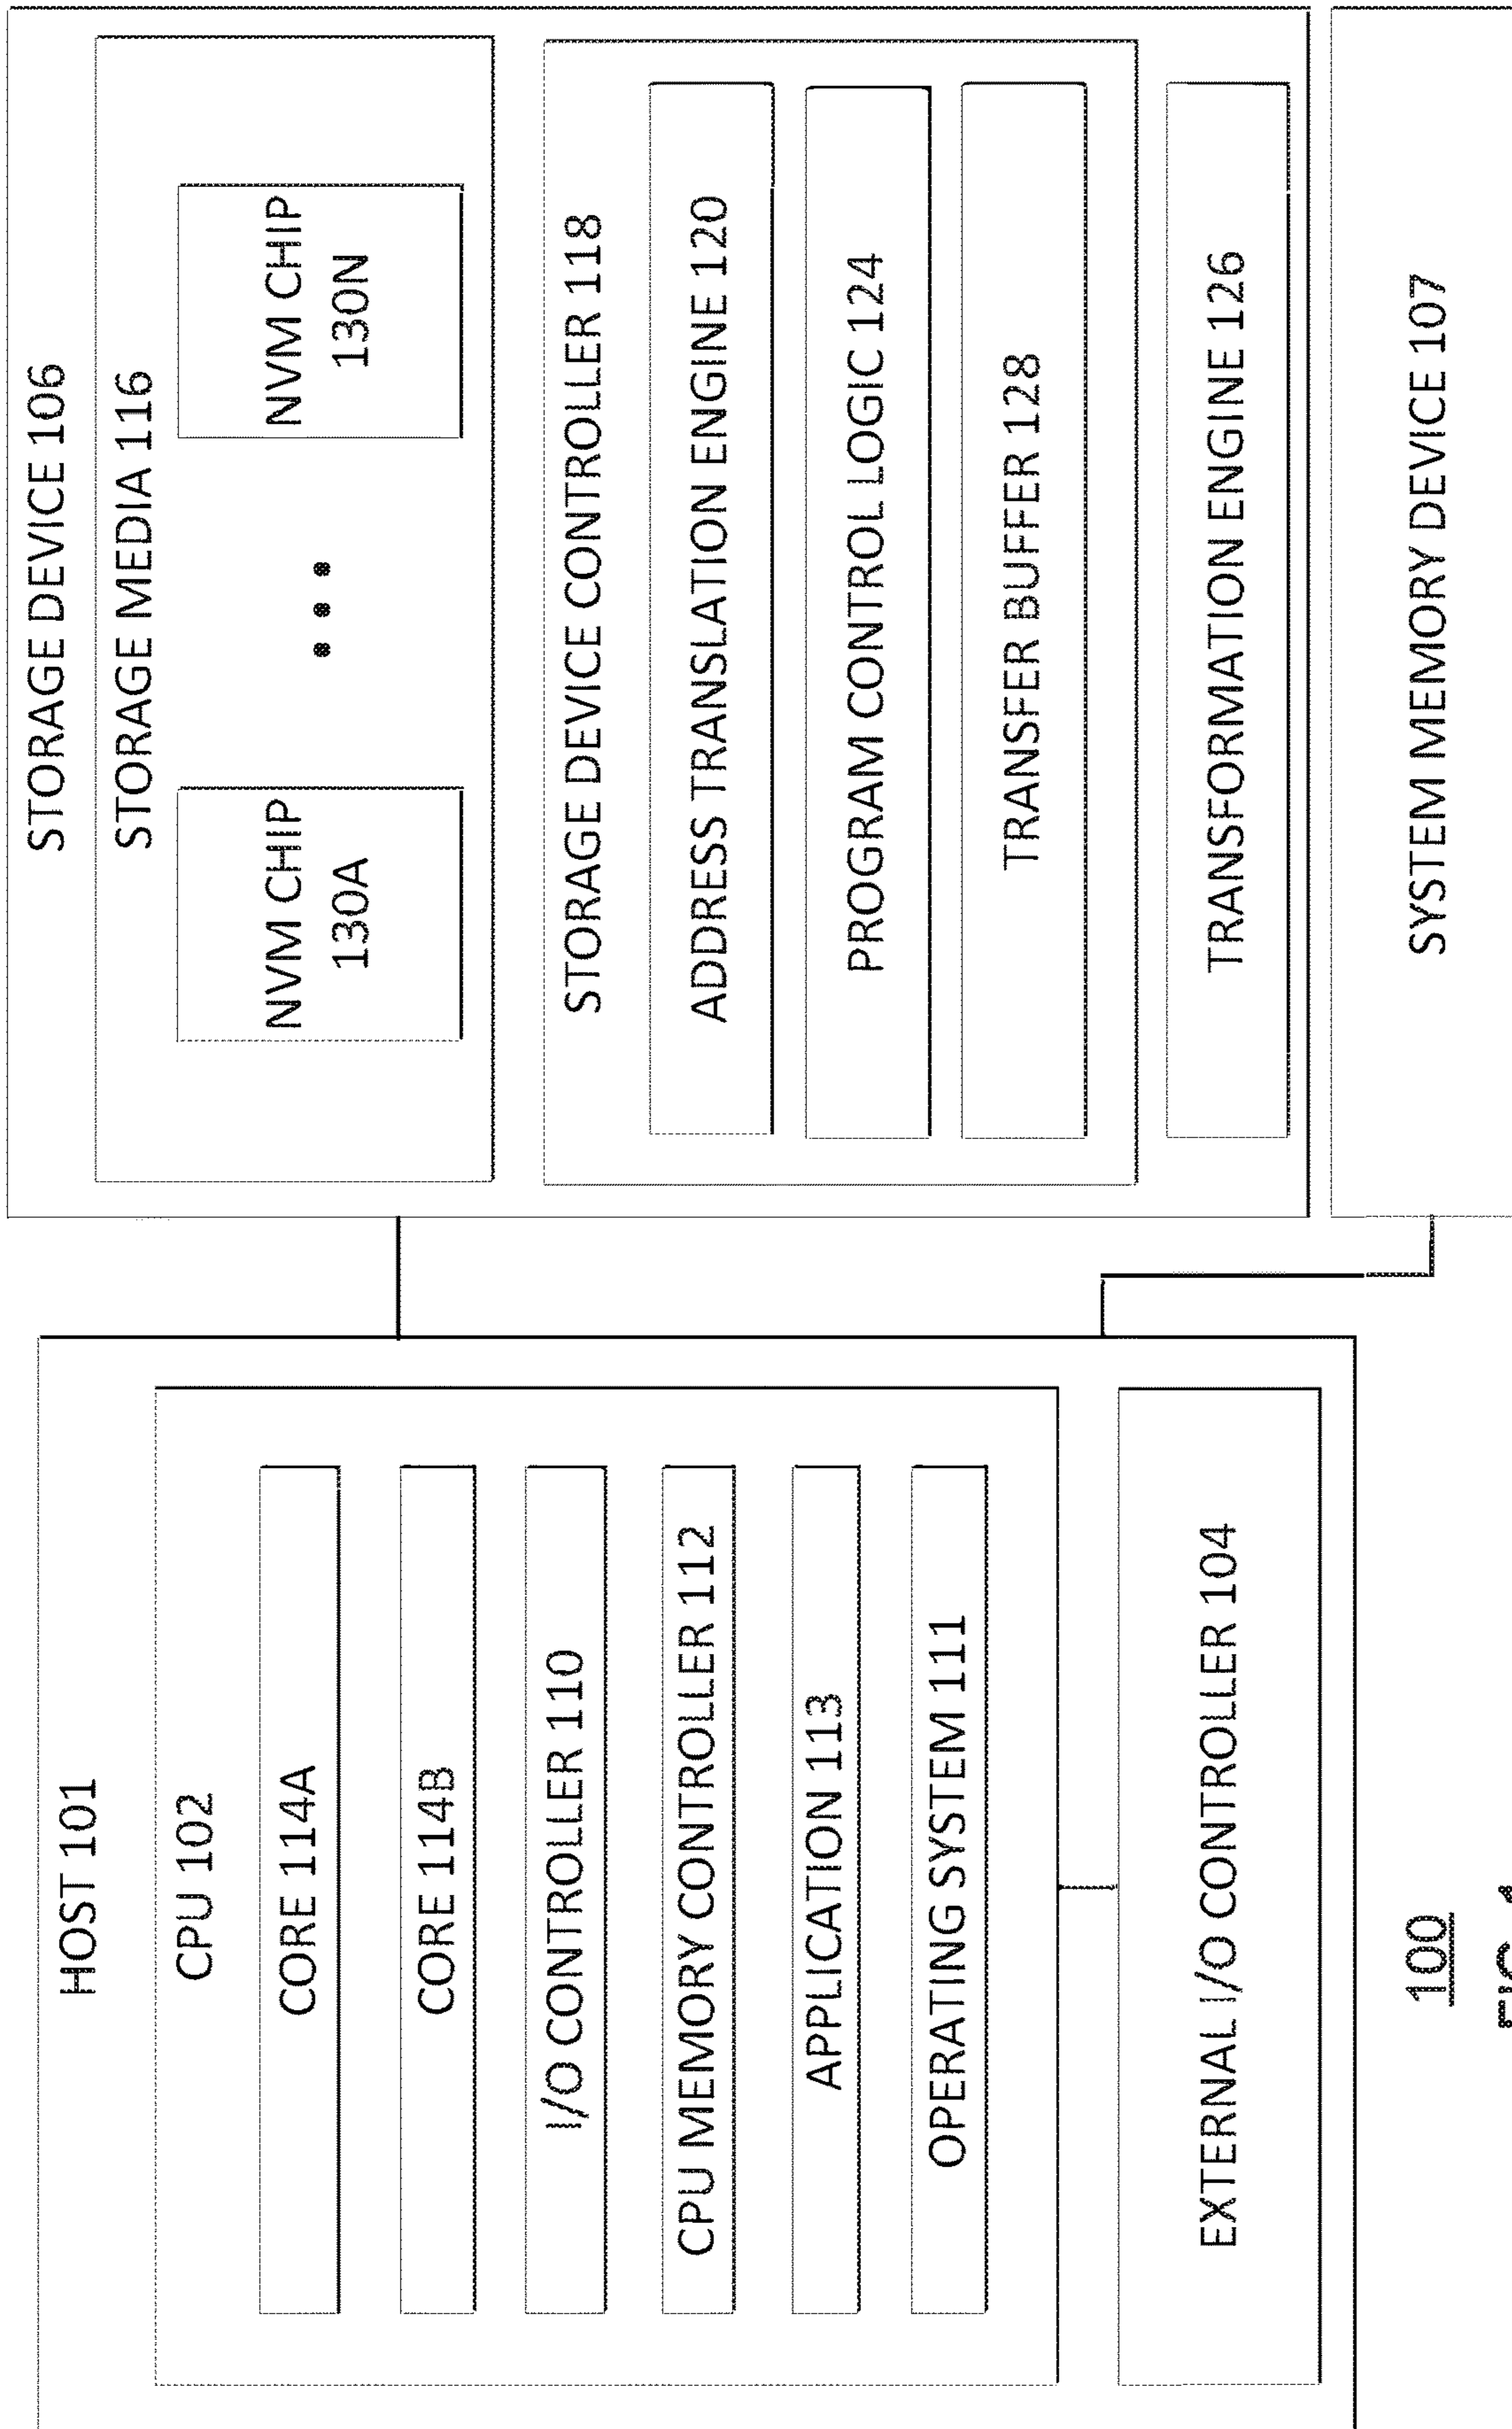 HOST 101
CPU 102
CORE 114A
CORE 114B
I/O CONTROLLER 110
CPU MEMORY CONTROLLER 112
APPLICATION 113
OPERATING SYSTEM 111
EXTERNAL I/O CONTROLLER 104
STORAGE DEVICE 106
STORAGE MEDIA 116
NVM CHIP
130A
NVM CHIP
130N
STORAGE DEVICE CONTROLLER 118
ADDRESS TRANSLATION ENGINE 120
PROGRAM CONTROL LOGIC 124
TRANSFER BUFFER 128
TRANSFORMATION ENGINE 126
SYSTEM MEMORY DEVICE 107
100